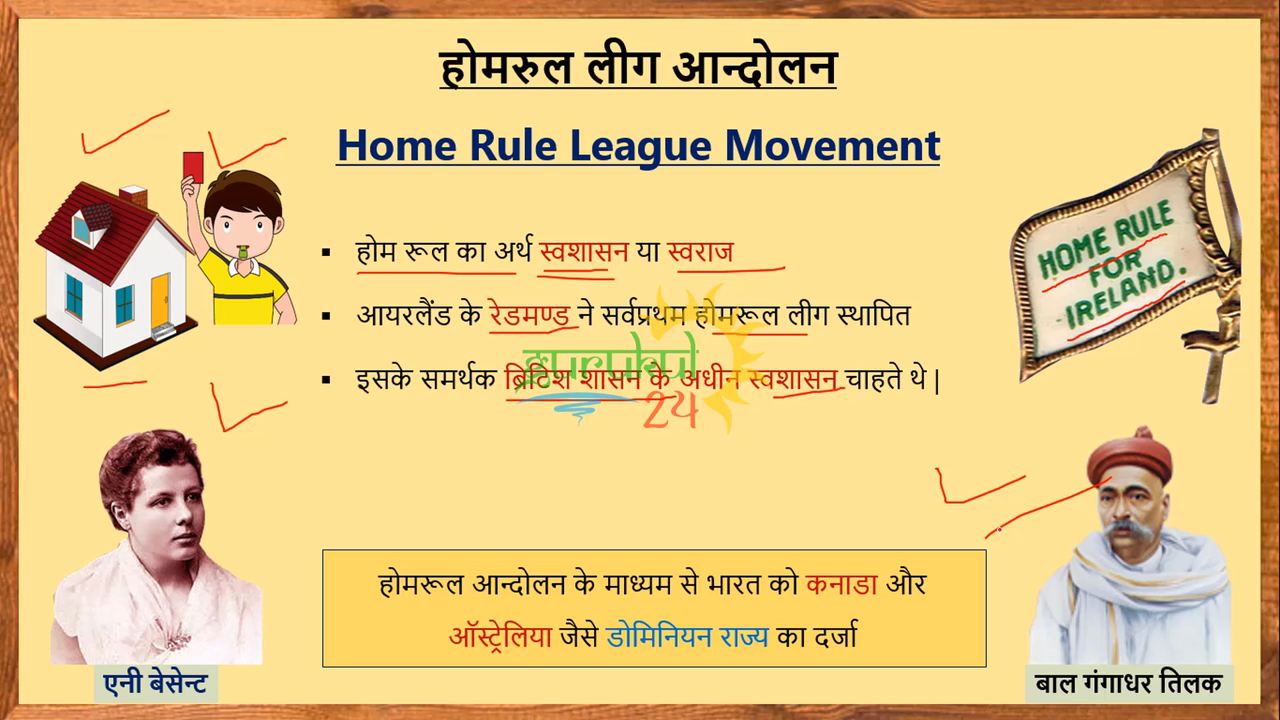 होमरुल लीग आन्दोलन
Home Rule League Movement
▪ होम रूल का अर्थ स्वशासन या स्वराज
▪ आयरलैंड के रेडमण्ड ने सर्वप्रथम होमरूल लीग स्थापित
▪ इसके समर्थक ब्रिटिश शासन के अधीन स्वशासन चाहते थे |
HOME RULE
FOR
IRELAND.
gurukul
24
होमरूल आन्दोलन के माध्यम से भारत को कनाडा और
ऑस्ट्रेलिया जैसे डोमिनियन राज्य का दर्जा
एनी बेसेन्ट
बाल गंगाधर तिलक